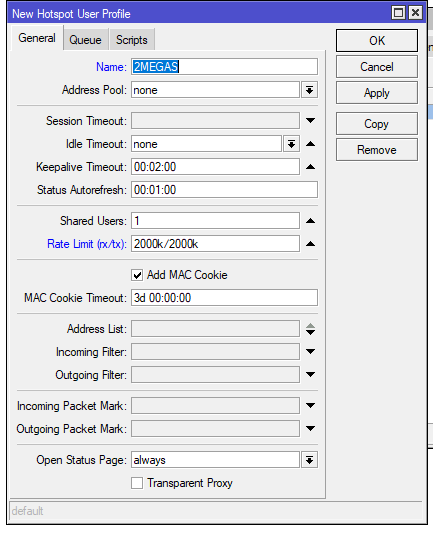 New Hotspot User Profile
General Queue Scripts
OK
Name: 2MEGAS
Cancel
Address Pool: none
Apply
Session Timeout:
Copy
Idle Timeout: none
Remove
Keepalive Timeout: 00:02:00
Status Autorefresh: 00:01:00
Shared Users: 1
Rate Limit (rx/tx): 2000k/2000k
Add MAC Cookie
MAC Cookie Timeout: 3d 00:00:00
Address List:
Incoming Filter:
Outgoing Filter:
Incoming Packet Mark:
Outgoing Packet Mark:
Open Status Page: always
Transparent Proxy
default